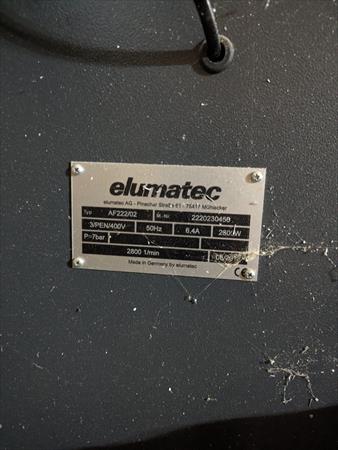 elumatec
elumatec AG - Pinacher Straße 61 - 75417 Mühlacker
Typ AF222/02 M.-Nr. 2220230458
3/PEN/400V 50Hz 6,4A 2800W
P=7bar
2800 1/min
Made in Germany by elumatec CE